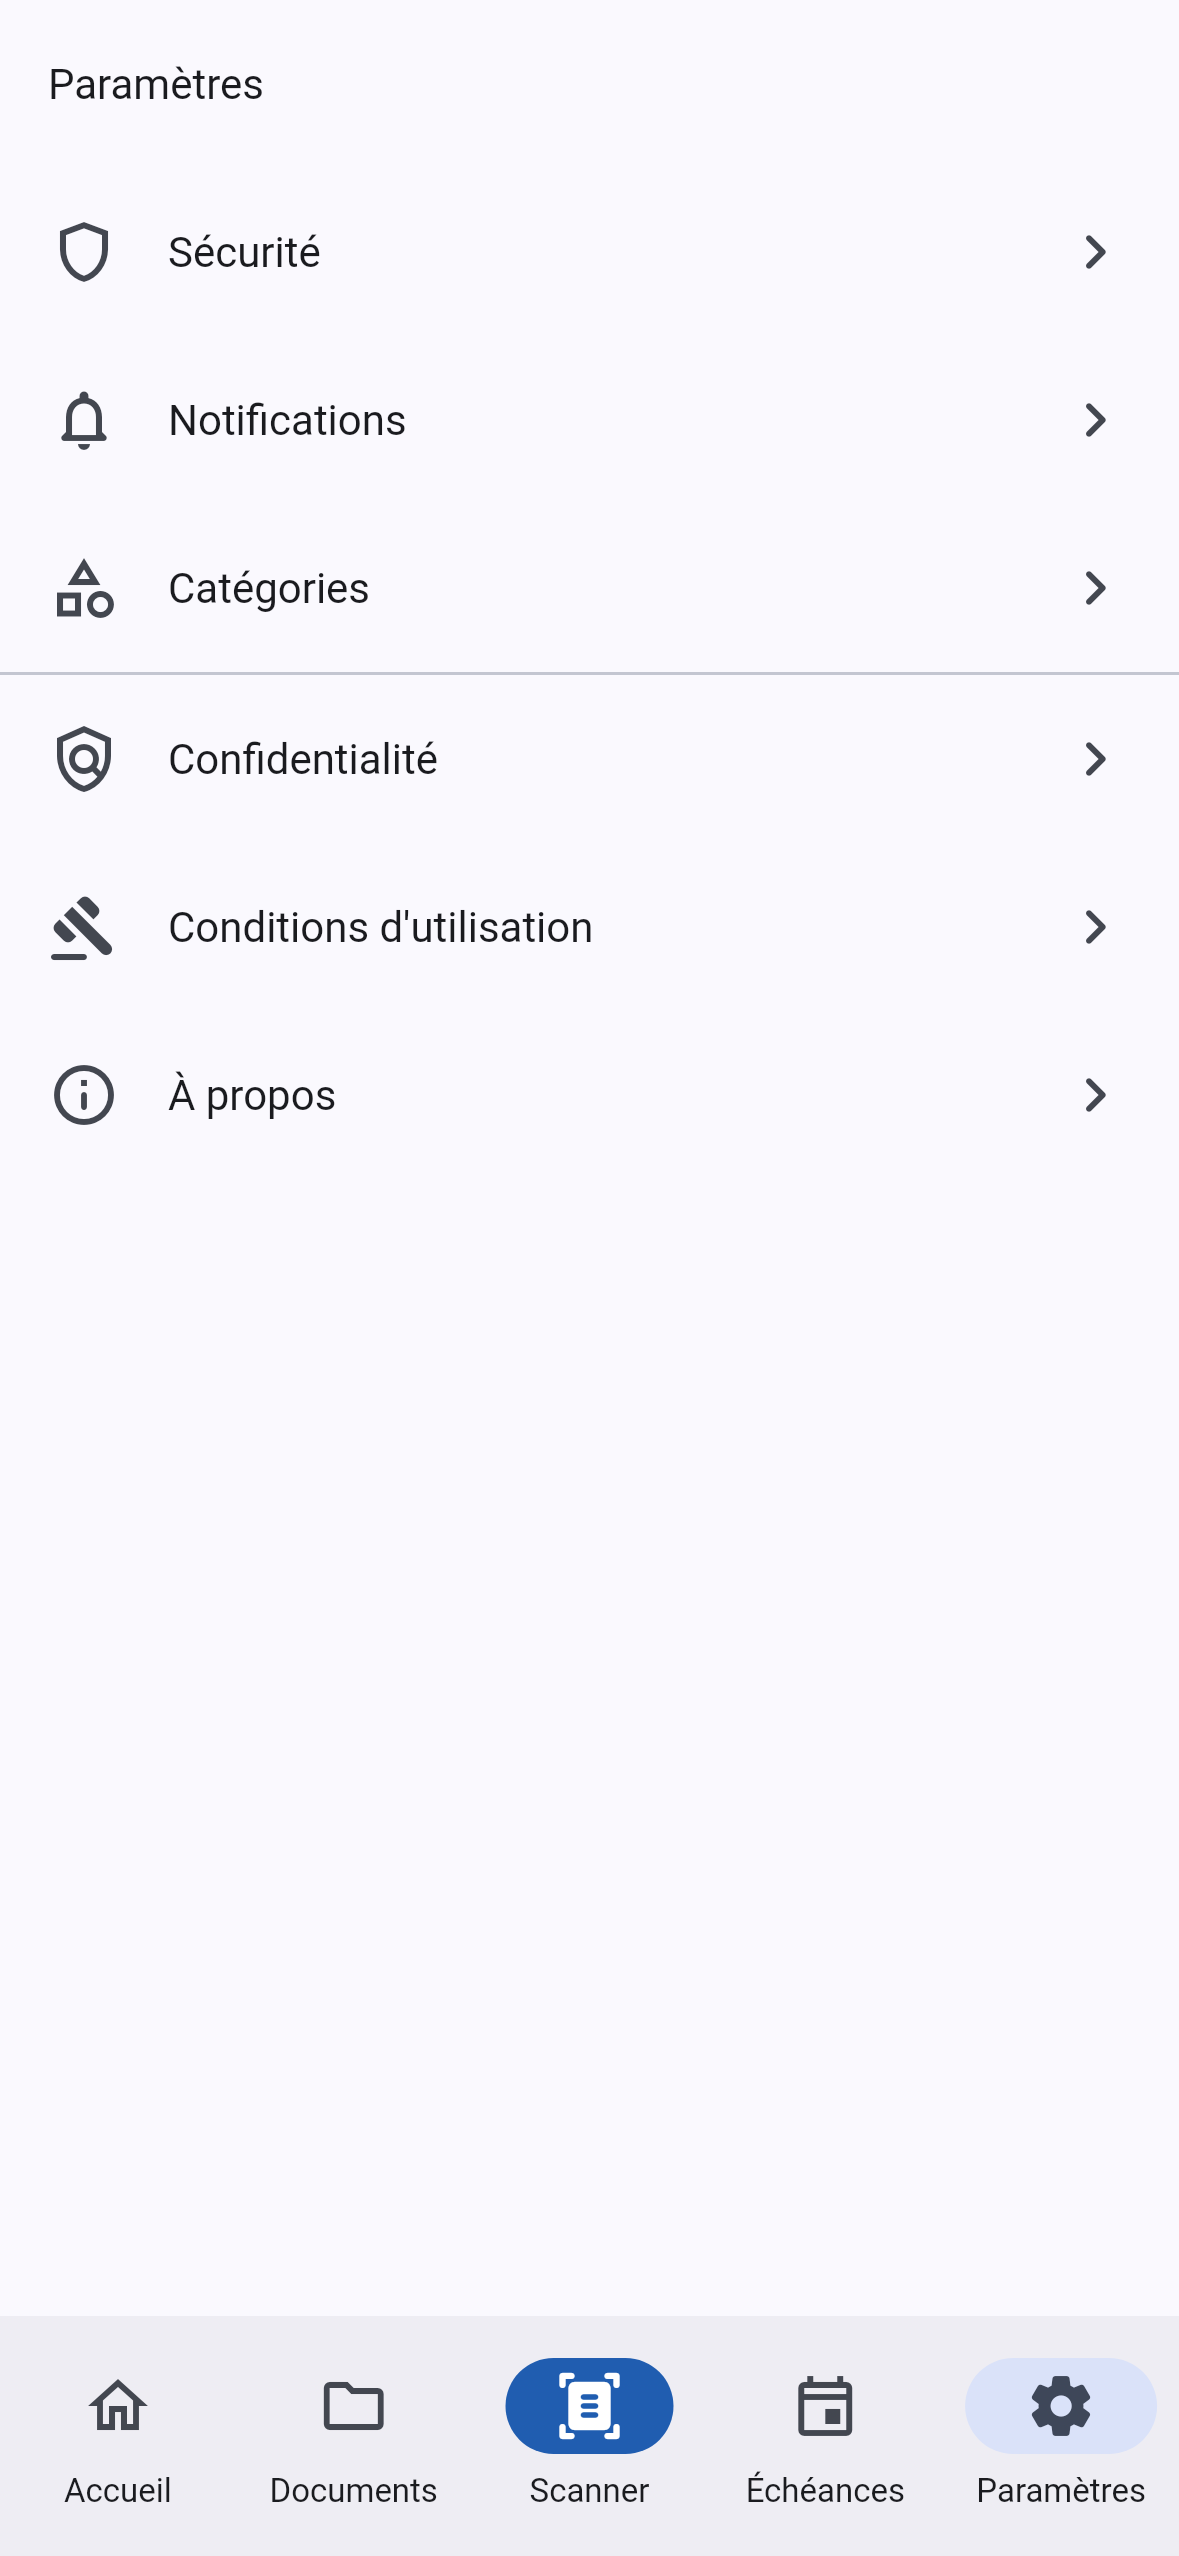 Paramètres
Sécurité
Notifications
Catégories
Confidentialité
Conditions d'utilisation
À propos
Accueil
Documents
Scanner
Échéances
Paramètres